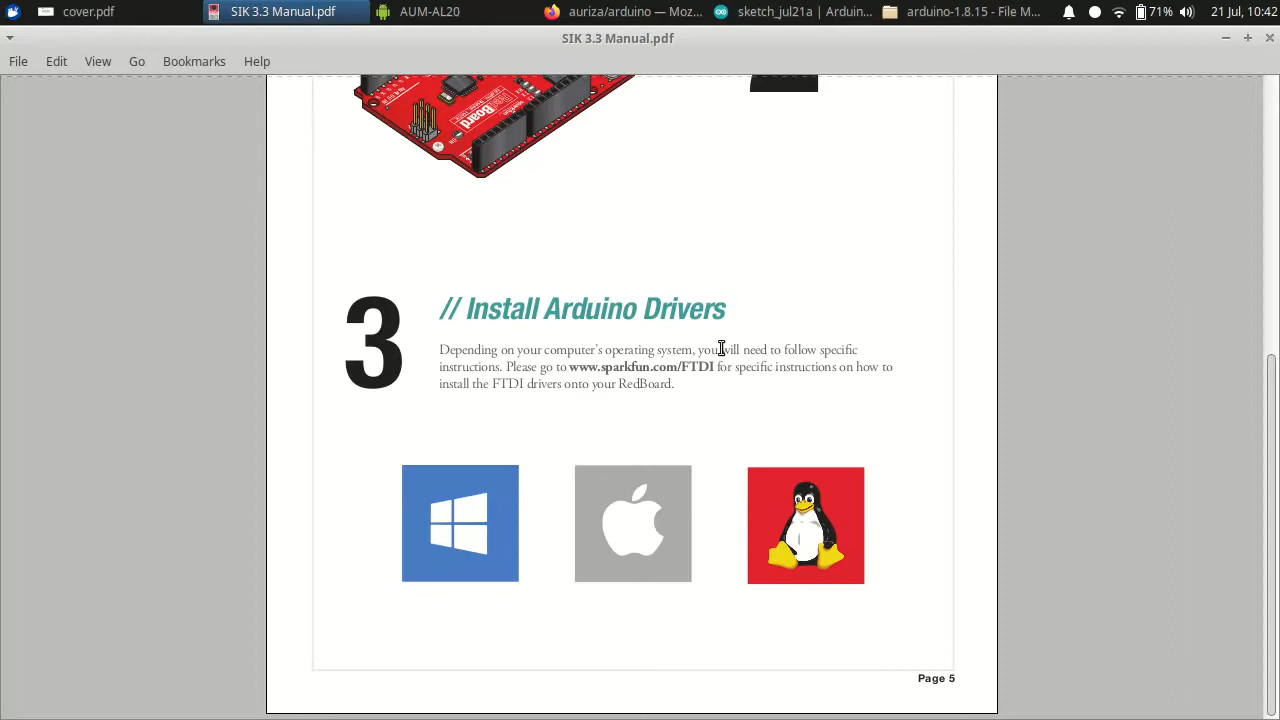 cover.pdf
SIK 3.3 Manual.pdf
AUM-AL20
auriza/arduino — Moz...
sketch_jul21a | Arduin...
arduino-1.8.15 - File M...
71%
21 Jul, 10:42
SIK 3.3 Manual.pdf
File Edit View Go Bookmarks Help
RedBoard
3
// Install Arduino Drivers
Depending on your computer's operating system, you will need to follow specific
instructions. Please go to www.sparkfun.com/FTDI for specific instructions on how to
install the FTDI drivers onto your RedBoard.
Page 5